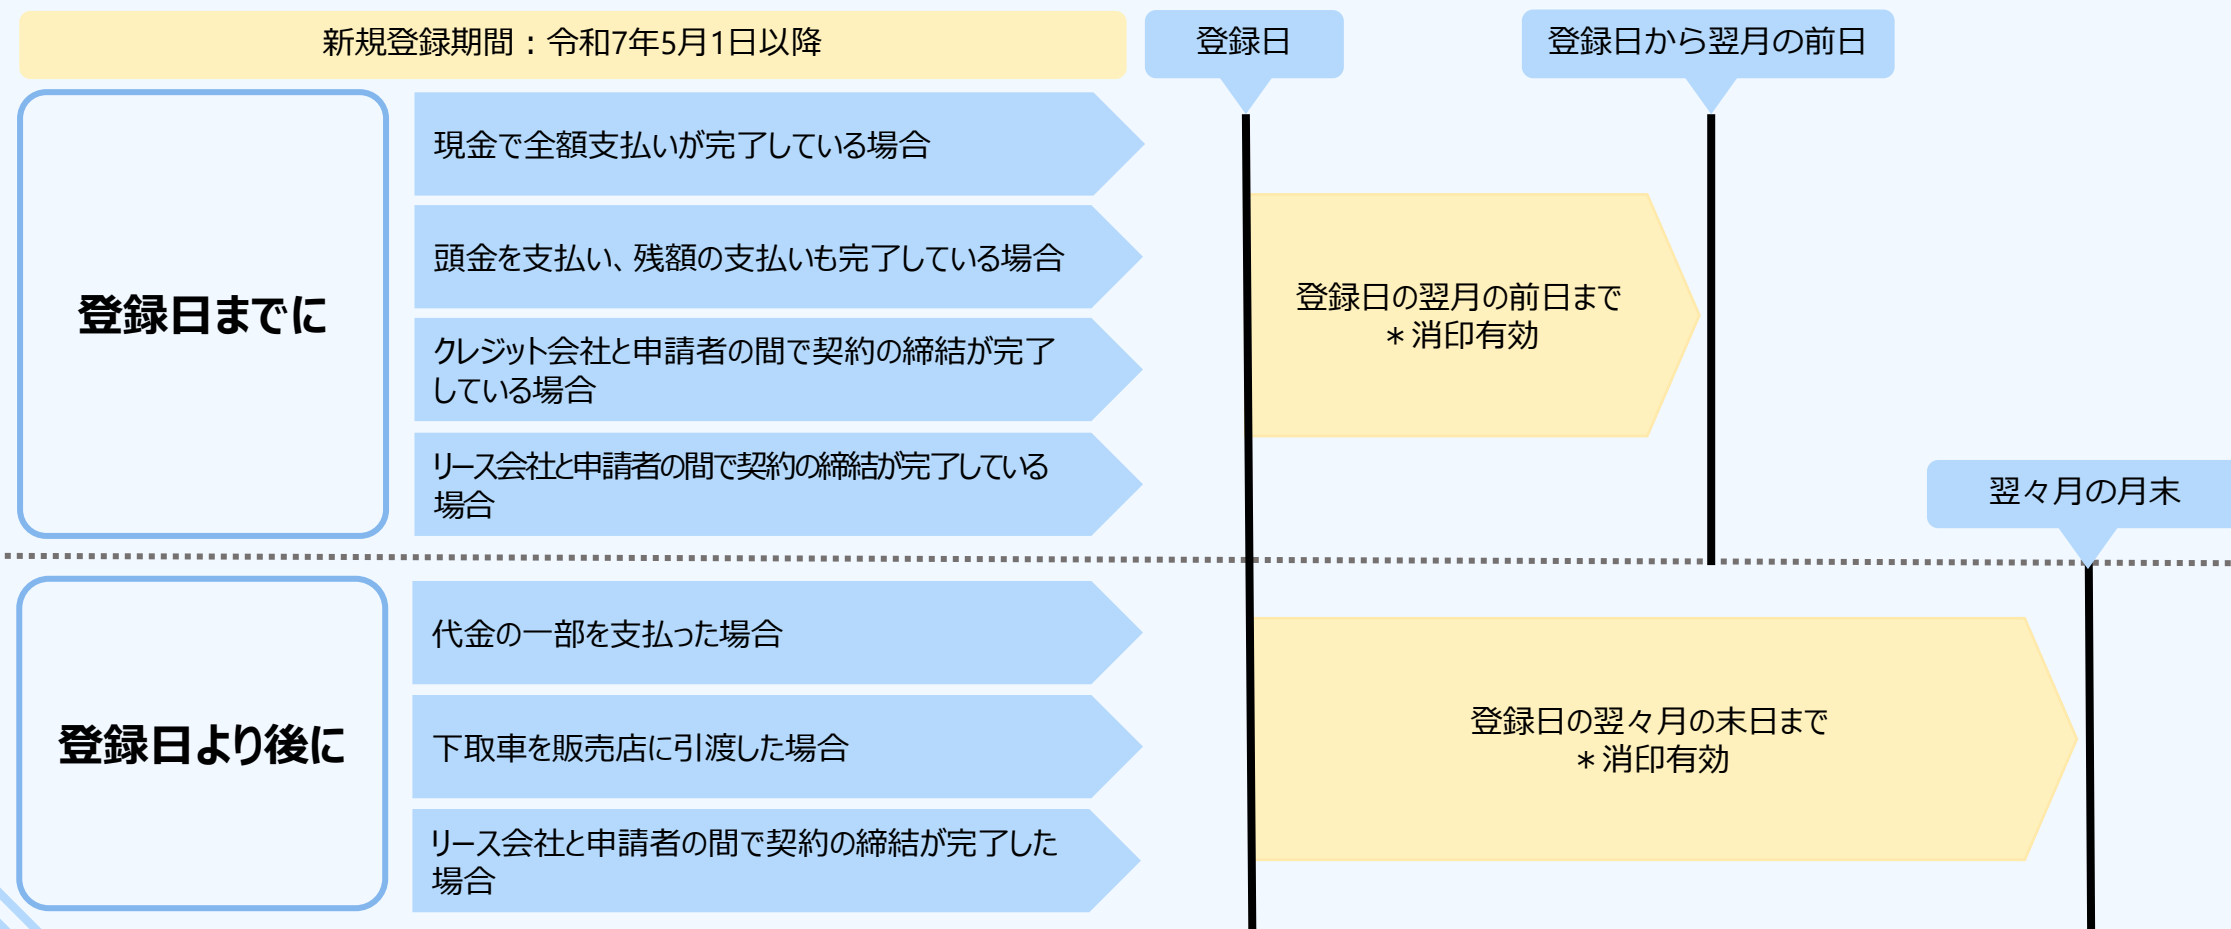 新規登録期間：令和7年5月1日以降
登録日
登録日から翌月の前日
登録日までに
現金で全額支払いが完了している場合
頭金を支払い、残額の支払いも完了している場合
クレジット会社と申請者の間で契約の締結が完了
している場合
リース会社と申請者の間で契約の締結が完了している
場合
登録日の翌月の前日まで
＊消印有効
翌々月の月末
登録日より後に
代金の一部を支払った場合
下取車を販売店に引渡した場合
リース会社と申請者の間で契約の締結が完了した
場合
登録日の翌々月の末日まで
＊消印有効